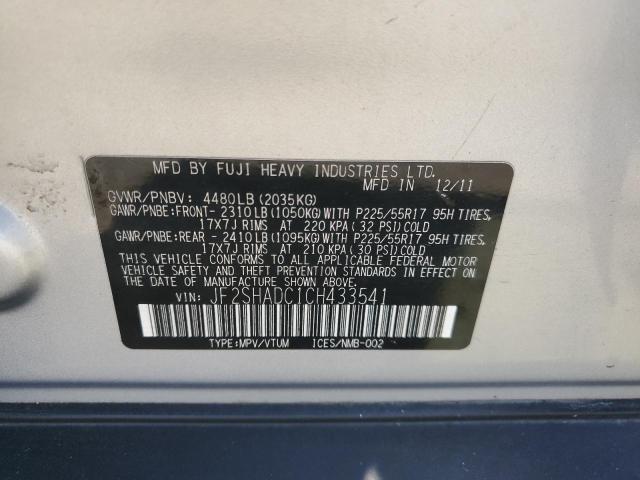 MFD BY FUJI HEAVY INDUSTRIES LTD.
MFD IN 12/11
GVWR/PNBV: 4480LB(2035KG)
GAWR/PNBE:FRONT- 2310LB(1050KG)WITH P225/55R17 95H TIRES,
17X7J RIMS AT 220 KPA(32 PSI)COLD
GAWR/PNBE:REAR - 2410LB(1095KG)WITH P225/55R17 95H TIRES,
17X7J RIMS AT 210 KPA(30 PSI)COLD
THIS VEHICLE CONFORMS TO ALL APPLICABLE FEDERAL MOTOR
VEHICLE SAFETY AND THEFT PREVENTION STANDARDS IN EFFECT ON
THE DATE OF MANUFACTURE SHOWN ABOVE.
VIN: JF2SHADC1CH433541
TYPE:MPV/VTUM ICES/NMB-002